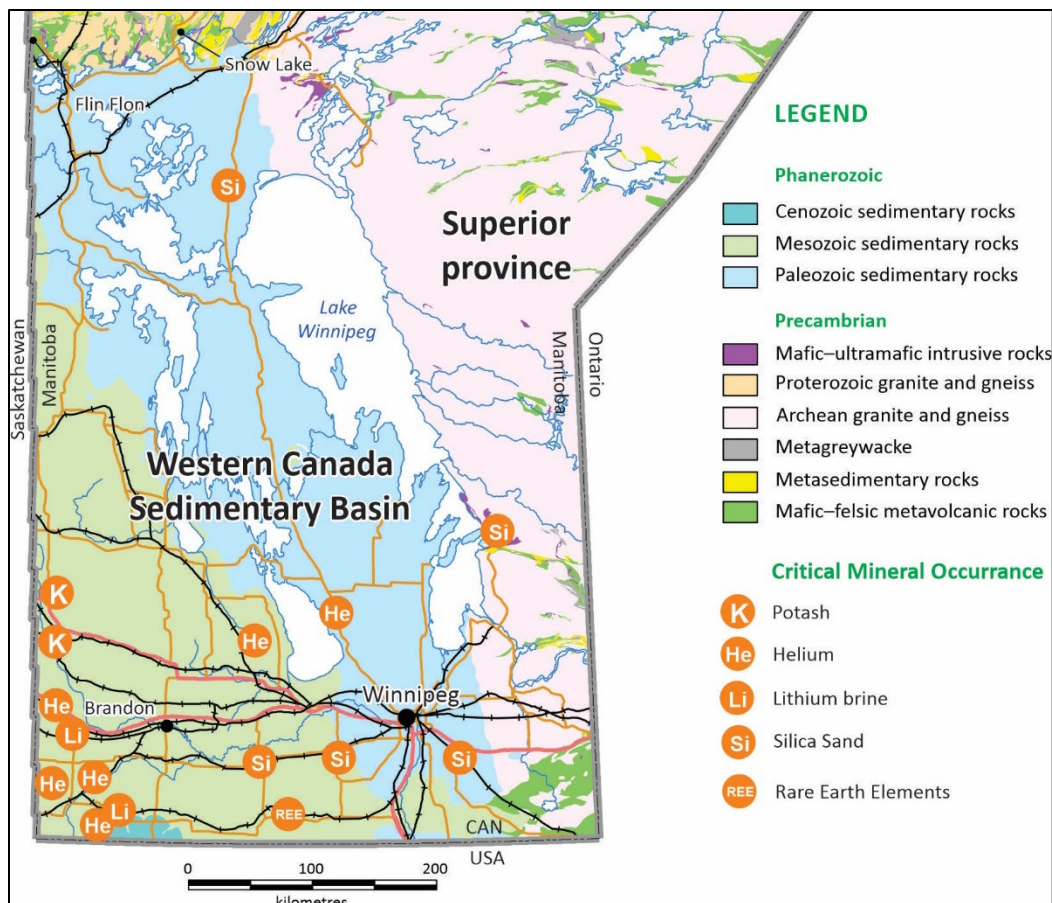 Snow Lake
Flin Flon
Si
Superior
province
Lake
Winnipeg
Saskatchewan
Manitoba
Manitoba
Ontario
Western Canada
Sedimentary Basin
Si
K
He
K
He
He
Brandon
Winnipeg
Li
Si
Si
Si
He
He
Li
REE
He
CAN
USA
0 100 200
kilometres
LEGEND
Phanerozoic
Cenozoic sedimentary rocks
Mesozoic sedimentary rocks
Paleozoic sedimentary rocks
Precambrian
Mafic–ultramafic intrusive rocks
Proterozoic granite and gneiss
Archean granite and gneiss
Metagreywacke
Metasedimentary rocks
Mafic–felsic metavolcanic rocks
Critical Mineral Occurrance
K Potash
He Helium
Li Lithium brine
Si Silica Sand
REE Rare Earth Elements